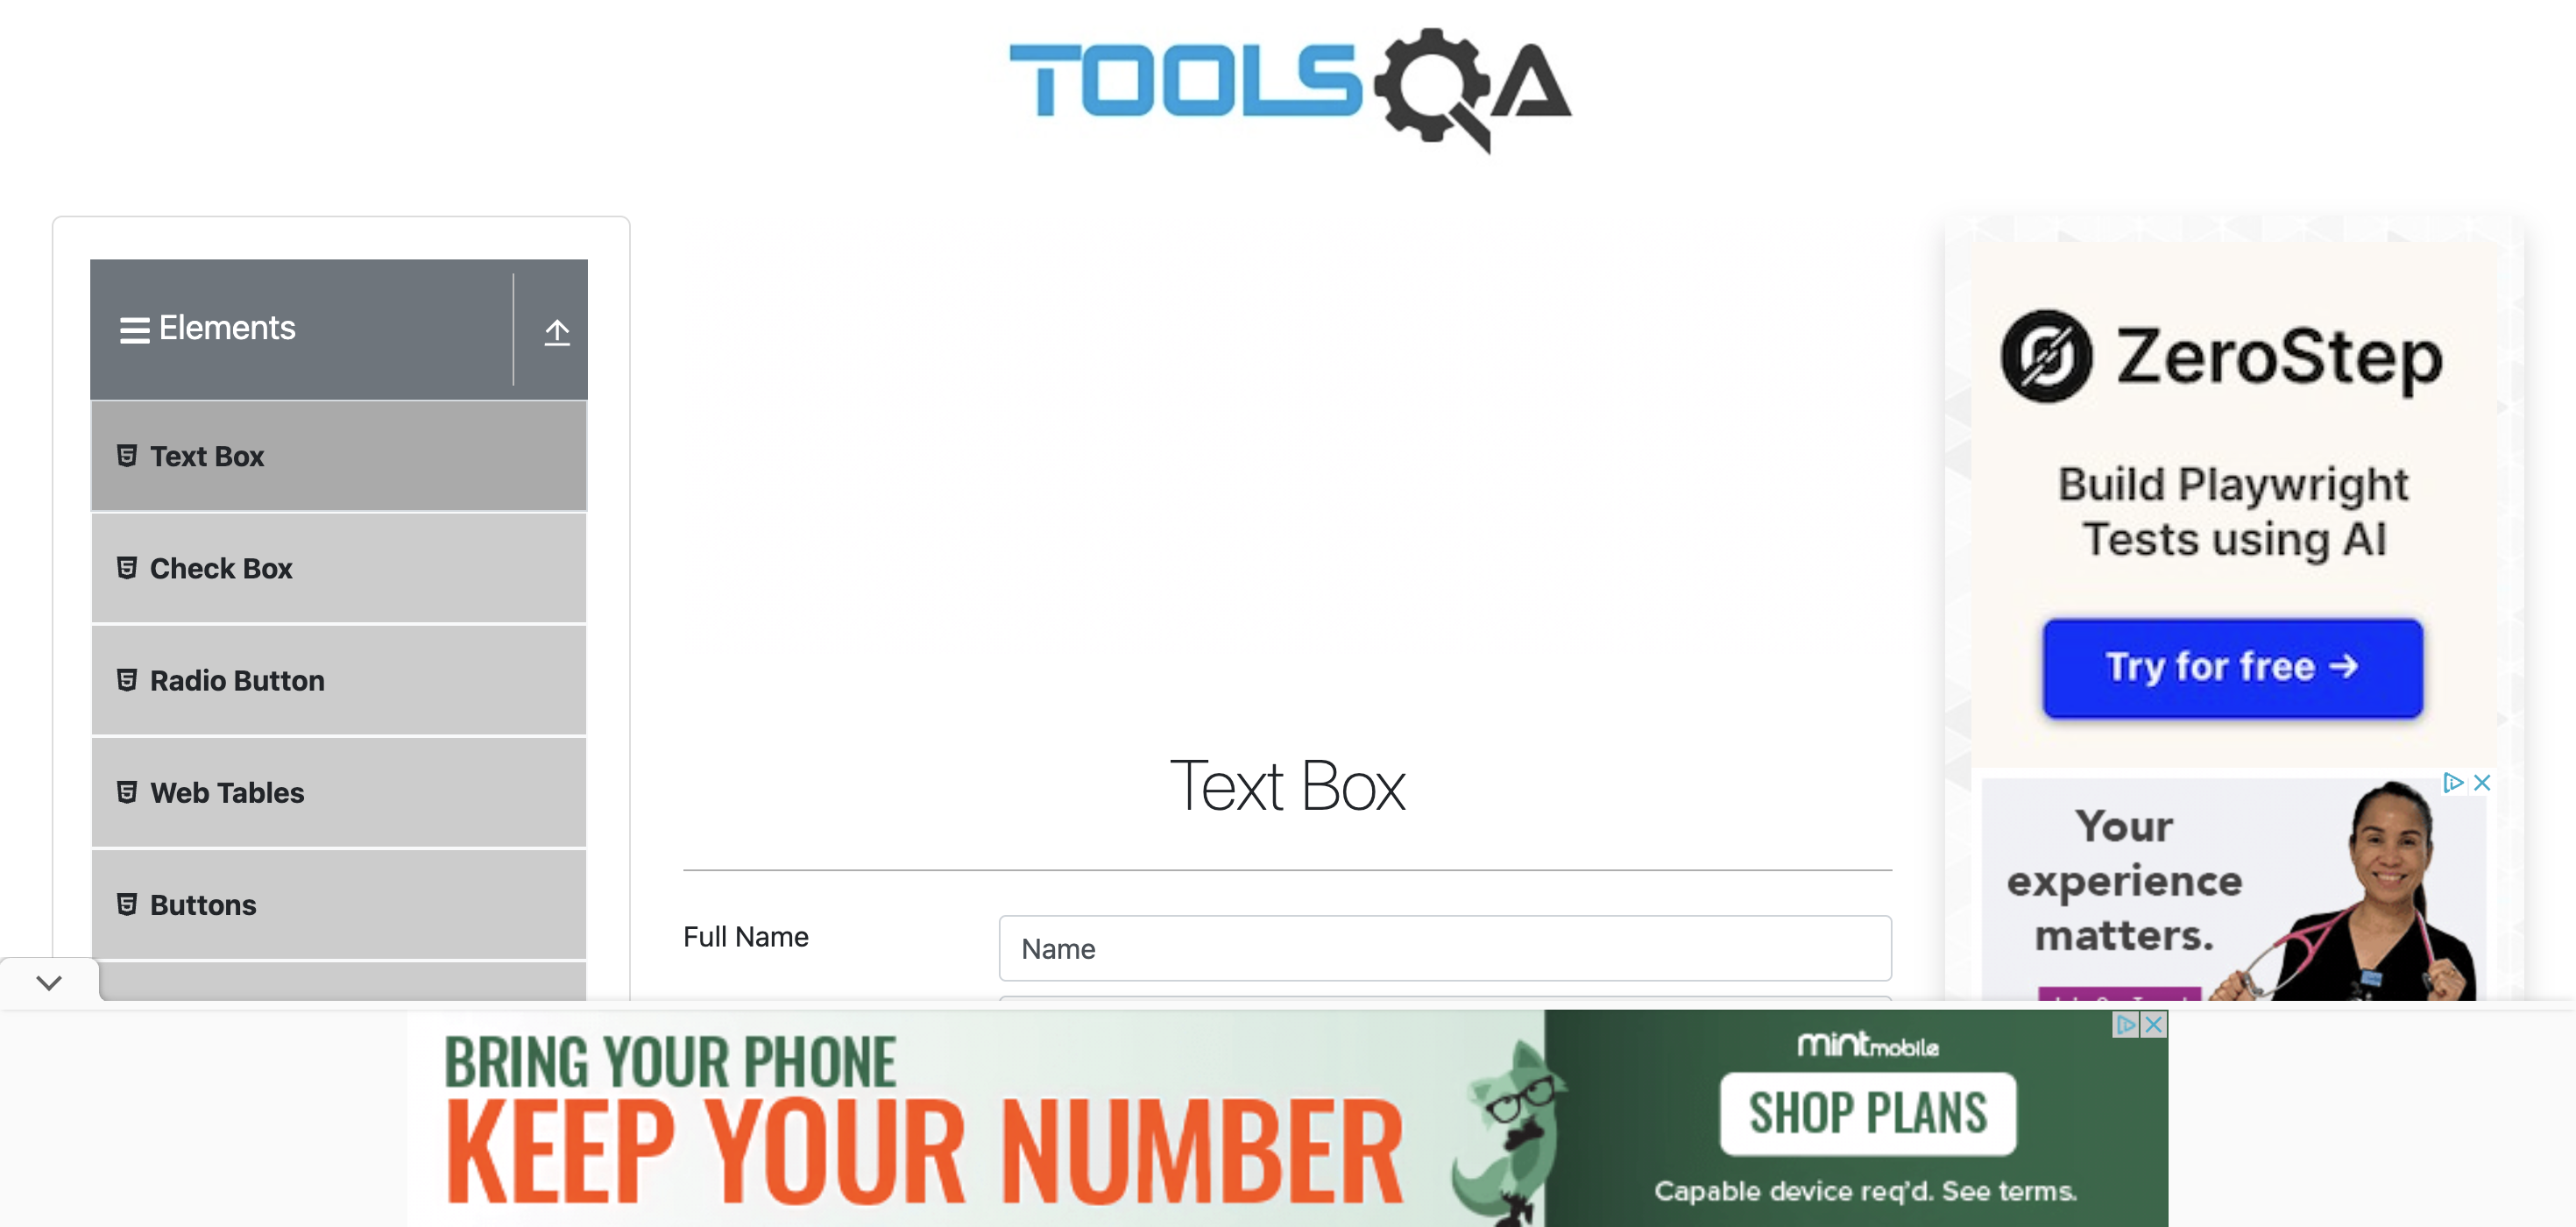 TOOLSQA
Elements
Text Box
Check Box
Radio Button
Web Tables
Buttons
Text Box
Full Name
Name
ZeroStep
Build Playwright
Tests using AI
Try for free →
Your
experience
matters.
BRING YOUR PHONE
KEEP YOUR NUMBER
mintmobile
SHOP PLANS
Capable device req'd. See terms.